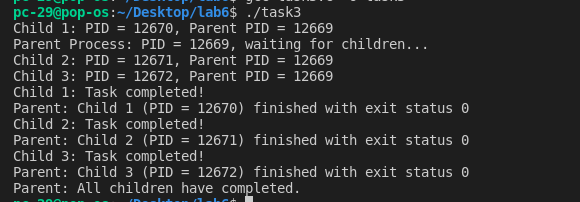 pc-29@pop-os:~/Desktop/lab6$ ./task3
Child 1: PID = 12670, Parent PID = 12669
Parent Process: PID = 12669, waiting for children...
Child 2: PID = 12671, Parent PID = 12669
Child 3: PID = 12672, Parent PID = 12669
Child 1: Task completed!
Parent: Child 1 (PID = 12670) finished with exit status 0
Child 2: Task completed!
Parent: Child 2 (PID = 12671) finished with exit status 0
Child 3: Task completed!
Parent: Child 3 (PID = 12672) finished with exit status 0
Parent: All children have completed.
pc-29@pop-os:~/Desktop/lab6$